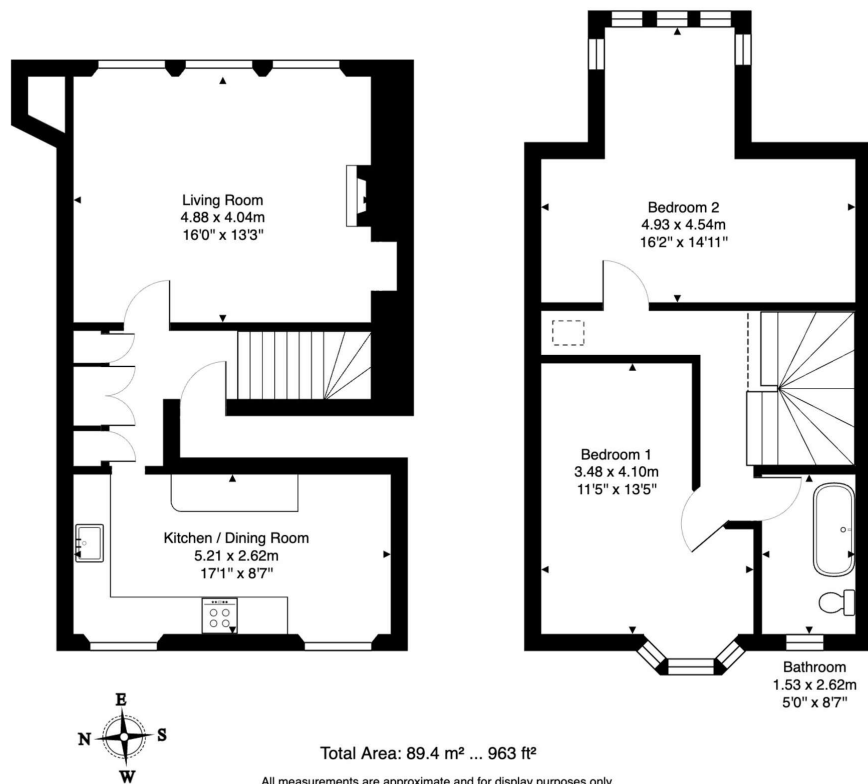 Living Room
4.88 x 4.04m
16'0" x 13'3"
Bedroom 2
4.93 x 4.54m
16'2" x 14'11"
Bedroom 1
3.48 x 4.10m
11'5" x 13'5"
Kitchen / Dining Room
5.21 x 2.62m
17'1" x 8'7"
Bathroom
1.53 x 2.62m
5'0" x 8'7"
E
N S
W
Total Area: 89.4 m² ... 963 ft²
All measurements are approximate and for display purposes only